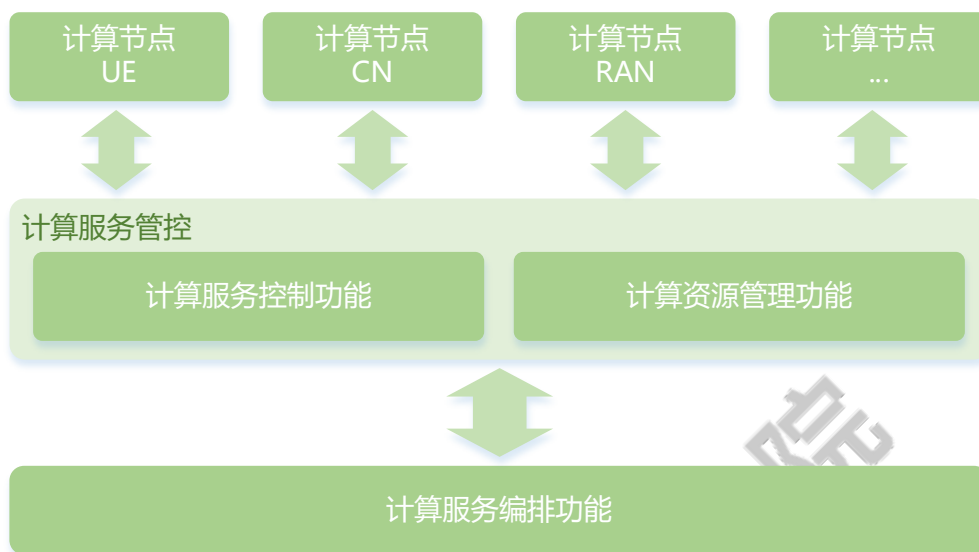 计算节点
UE
计算节点
CN
计算节点
RAN
计算节点
...
计算服务管控
计算服务控制功能
计算资源管理功能
院
计算服务编排功能